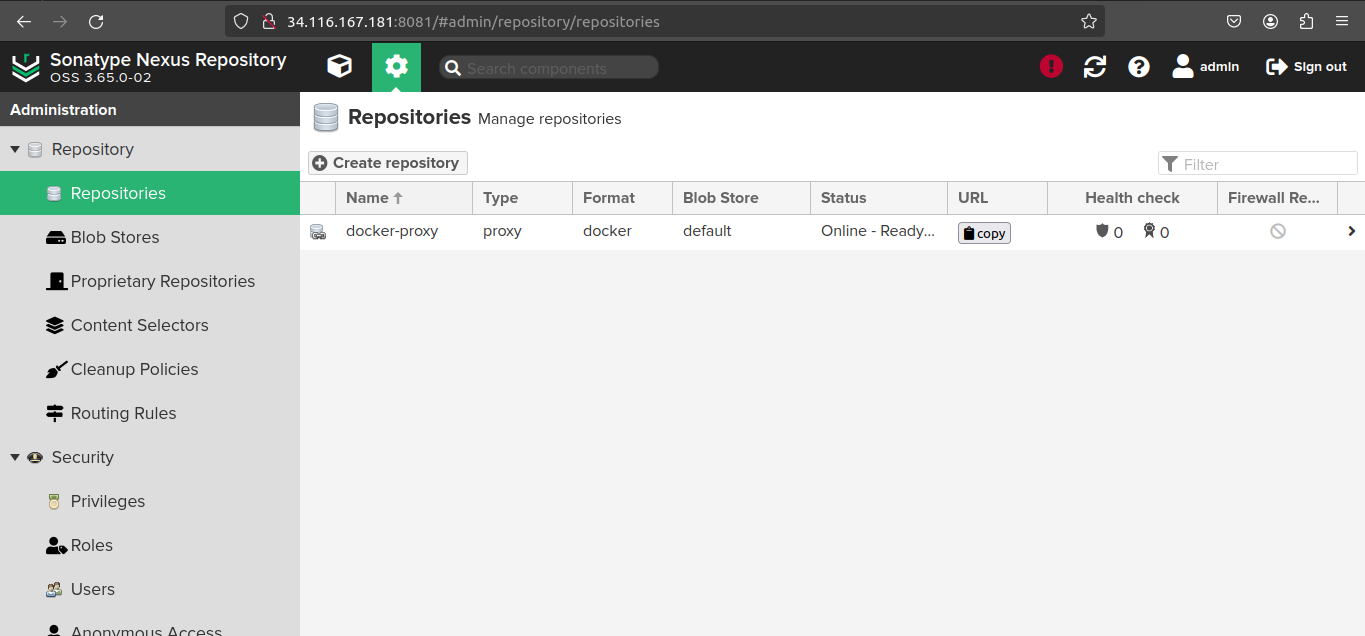 34.116.167.181:8081/#admin/repository/repositories
Sonatype Nexus Repository
OSS 3.65.0-02
Search components
admin
Sign out
Administration
Repository
Repositories
Blob Stores
Proprietary Repositories
Content Selectors
Cleanup Policies
Routing Rules
Security
Privileges
Roles
Users
Anonymous Access
Repositories Manage repositories
Create repository
Filter
Name Type Format Blob Store Status URL Health check Firewall Re...
docker-proxy proxy docker default Online - Ready... copy 0 0